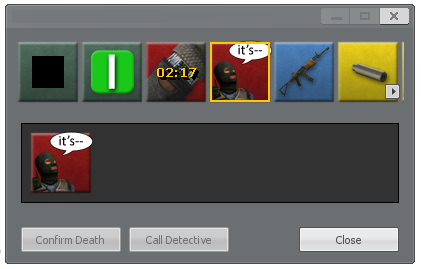 02:17
it's--
it's--
Confirm Death
Call Detective
Close